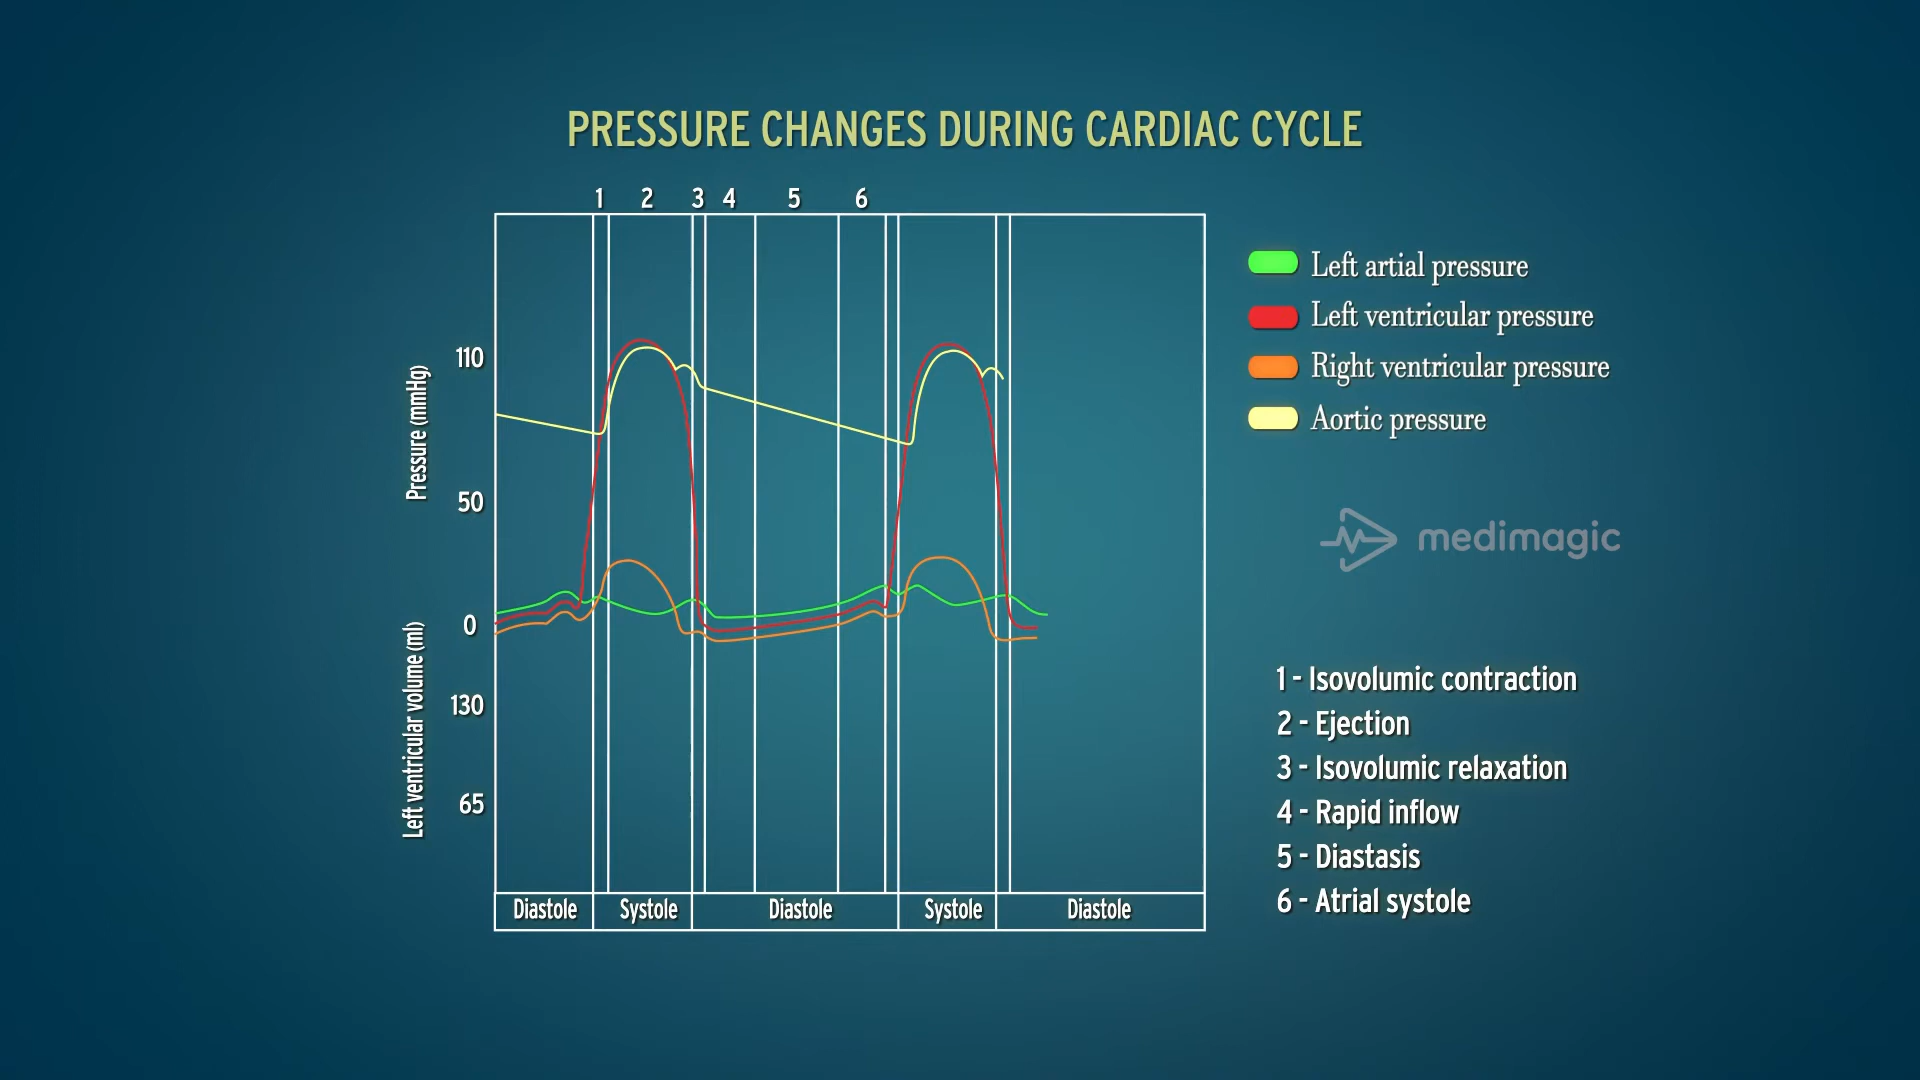 PRESSURE CHANGES DURING CARDIAC CYCLE
1 2 3 4 5 6
Pressure (mmHg)
110
50
0
Left ventricular volume (ml)
130
65
Diastole Systole Diastole Systole Diastole
Left artial pressure
Left ventricular pressure
Right ventricular pressure
Aortic pressure
medimagic
1 - Isovolumic contraction
2 - Ejection
3 - Isovolumic relaxation
4 - Rapid inflow
5 - Diastasis
6 - Atrial systole